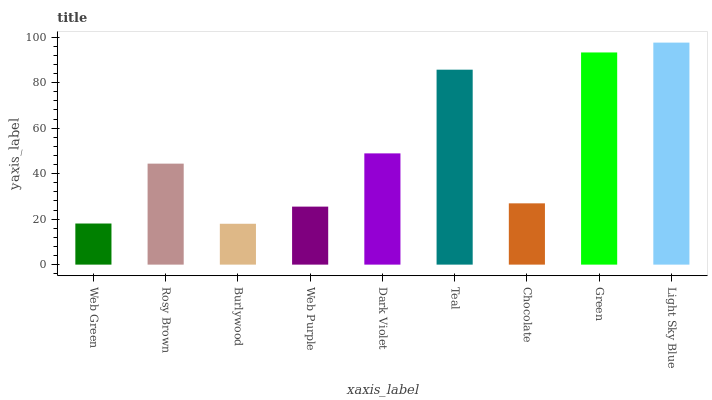 title
yaxis_label
100
80
60
40
20
0
Web Green
Rosy Brown
Burlywood
Web Purple
Dark Violet
Teal
Chocolate
Green
Light Sky Blue
xaxis_label